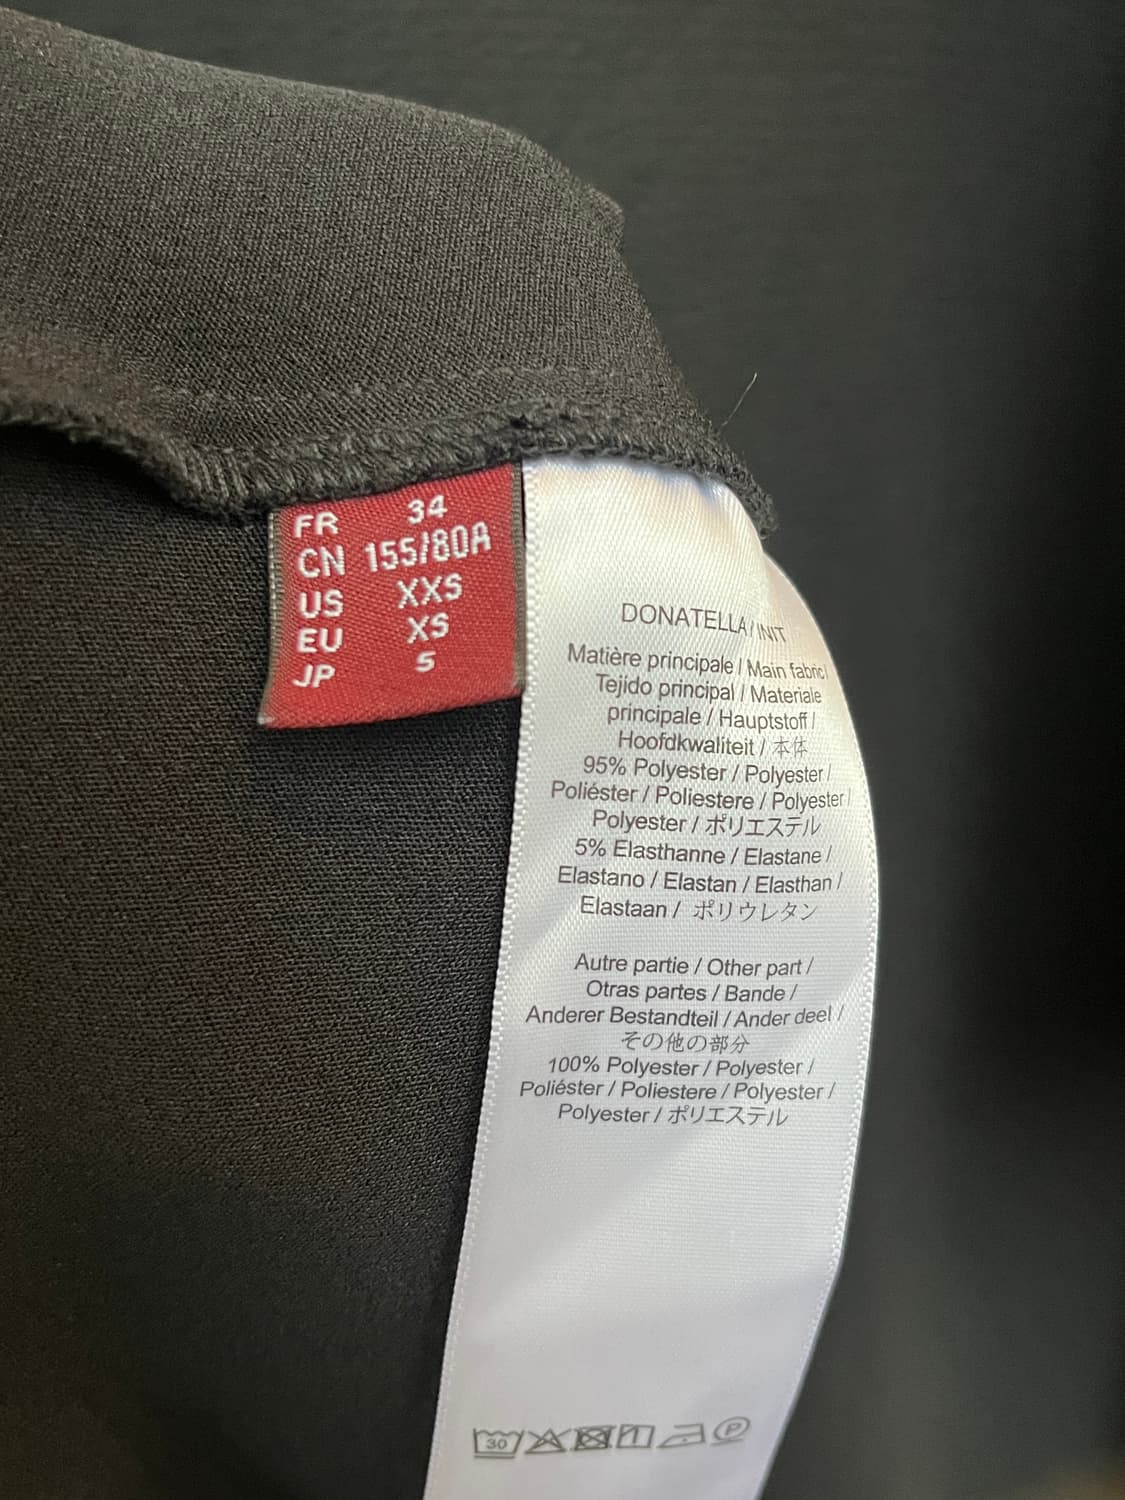 FR 34
CN 155/80A
US XXS
EU XS
JP 5
DONATELLA/INIT
Matière principale / Main fabric/
Tejido principal / Materiale
principale / Hauptstoff /
Hoofdkwaliteit / 本体
95% Polyester / Polyester /
Poliéster / Poliestere / Polyester /
Polyester / ポリエステル
5% Elasthanne / Elastane /
Elastano / Elastan / Elasthan /
Elastaan / ポリウレタン
Autre partie / Other part /
Otras partes / Bande /
Anderer Bestandteil / Ander deel /
その他の部分
100% Polyester / Polyester /
Poliéster / Poliestere / Polyester /
Polyester / ポリエステル
30 P